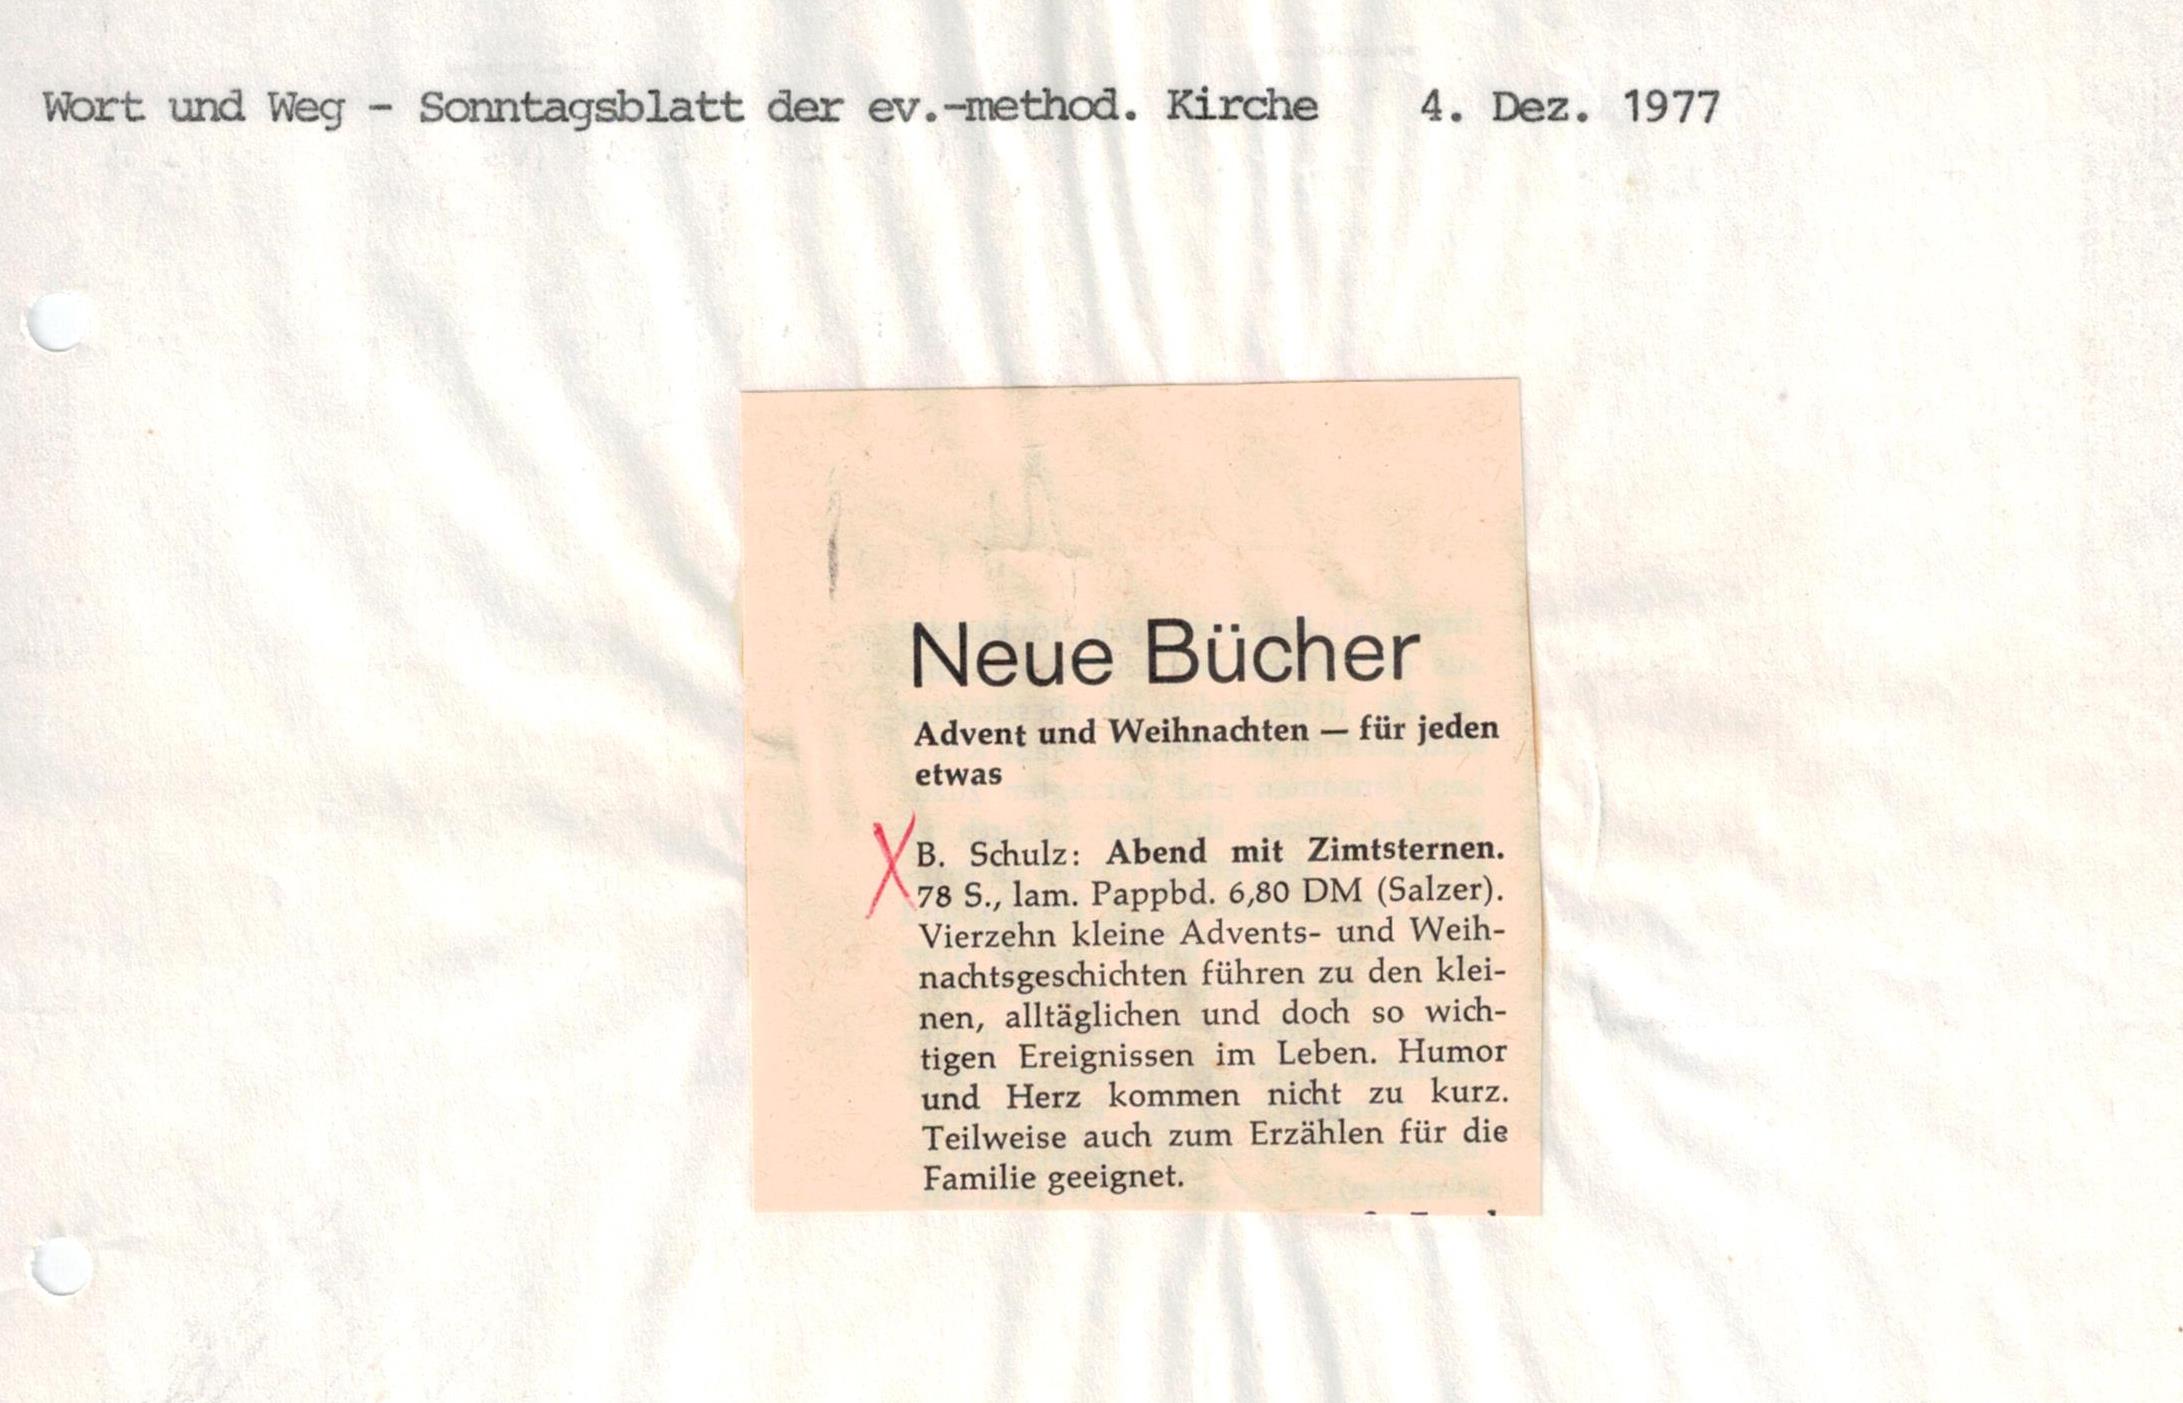 Wort und Weg - Sonntagsblatt der ev.-method. Kirche 4. Dez. 1977
Neue Bücher
Advent und Weihnachten — für jeden
etwas
X B. Schulz: Abend mit Zimtsternen.
78 S., lam. Pappbd. 6,80 DM (Salzer).
Vierzehn kleine Advents- und Weih-
nachtsgeschichten führen zu den klei-
nen, alltäglichen und doch so wich-
tigen Ereignissen im Leben. Humor
und Herz kommen nicht zu kurz.
Teilweise auch zum Erzählen für die
Familie geeignet.